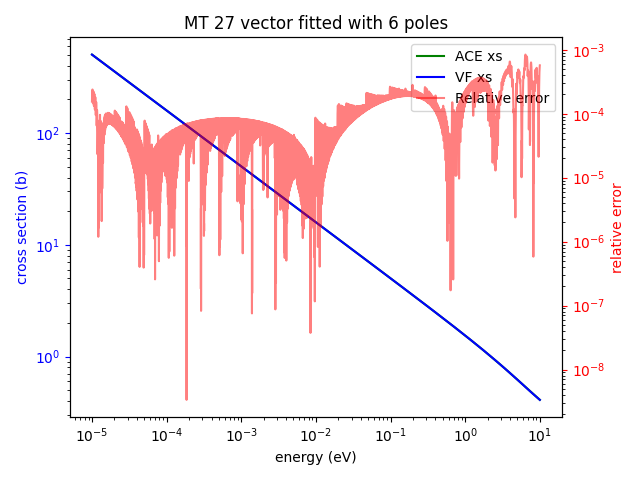 MT 27 vector fitted with 6 poles
ACE xs
VF xs
Relative error
cross section (b)
relative error
10² 
10¹
10⁰
10⁻³
10⁻⁴
10⁻⁵
10⁻⁶
10⁻⁷
10⁻⁸
10⁻⁵ 10⁻⁴ 10⁻³ 10⁻² 10⁻¹ 10⁰ 10¹
energy (eV)